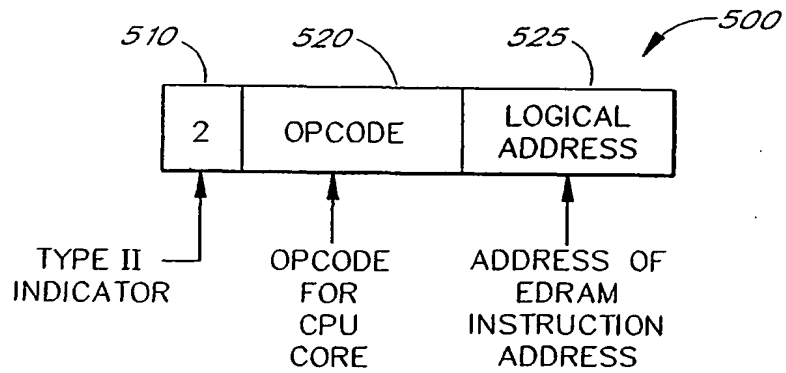 510
520
525
500
2
OPCODE
LOGICAL
ADDRESS
TYPE II
INDICATOR
OPCODE
FOR
CPU
CORE
ADDRESS OF
EDRAM
INSTRUCTION
ADDRESS